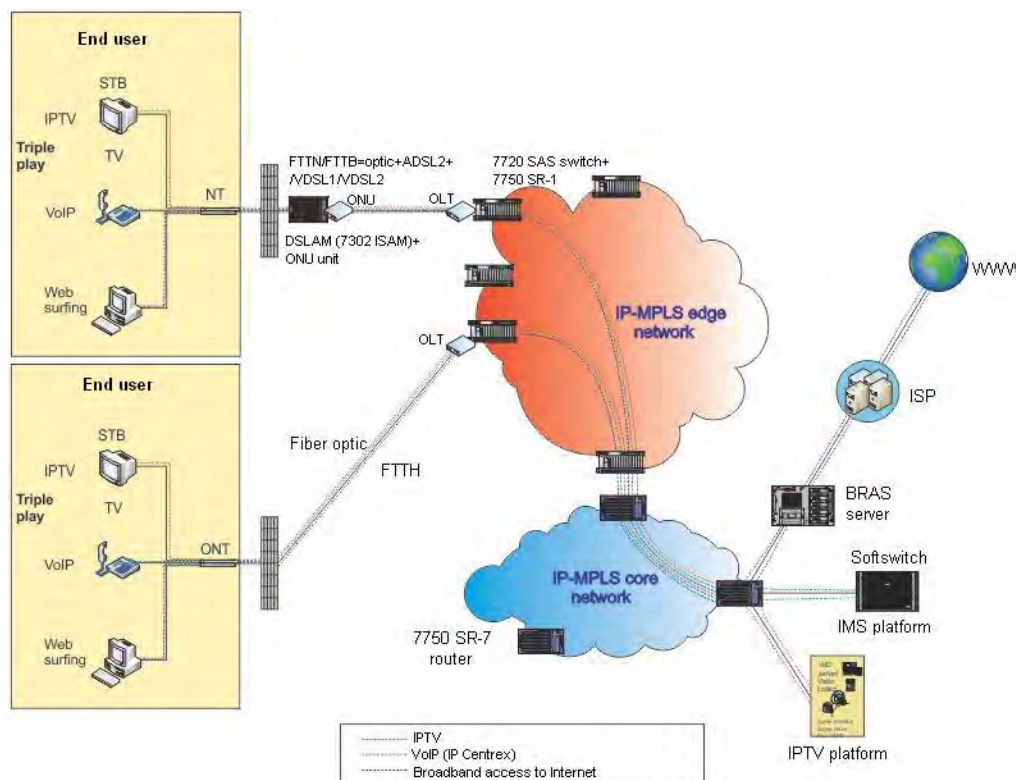 End user
STB
IPTV
Triple
play
TV
VoIP
NT
Web
surfing
FTTN/FTTB=optic+ADSL2+
/VDSL1/VDSL2
ONU
DSLAM (7302 ISAM)+
ONU unit
OLT
7720 SAS switch+
7750 SR-1
IP-MPLS edge
network
OLT
WWW
ISP
BRAS
server
Softswitch
IMS platform
IPTV platform
VoD
End user
STB
IPTV
Triple
play
TV
VoIP
ONT
Web
surfing
Fiber optic
FTTH
IP-MPLS core
network
7750 SR-7
router
IPTV
VoIP (IP Centrex)
Broadband access to Internet